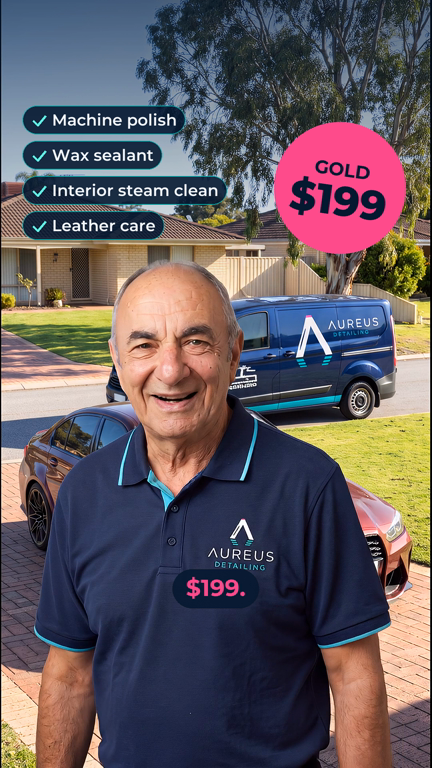 Machine polish
Wax sealant
Interior steam clean
Leather care
GOLD
$199
AUREUS
DETAILING
AUREUS
DETAILING
$199.